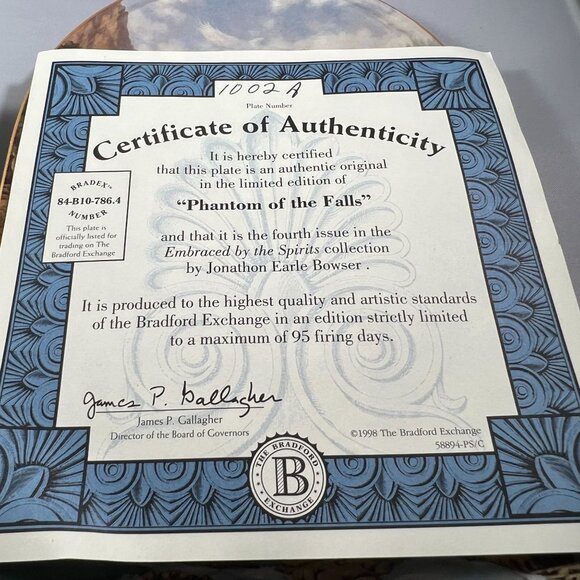 1002A
Plate Number
Certificate of Authenticity
It is hereby certified
that this plate is an authentic original
in the limited edition of
"Phantom of the Falls"
and that it is the fourth issue in the
Embraced by the Spirits collection
by Jonathon Earle Bowser .
BRADEX™
84-B10-786.4
NUMBER
This plate is
officially listed for
trading on The
Bradford Exchange
It is produced to the highest quality and artistic standards
of the Bradford Exchange in an edition strictly limited
to a maximum of 95 firing days.
James P. Gallagher
James P. Gallagher
Director of the Board of Governors
©1998 The Bradford Exchange
58894-PS/C
THE BRADFORD
B
EXCHANGE